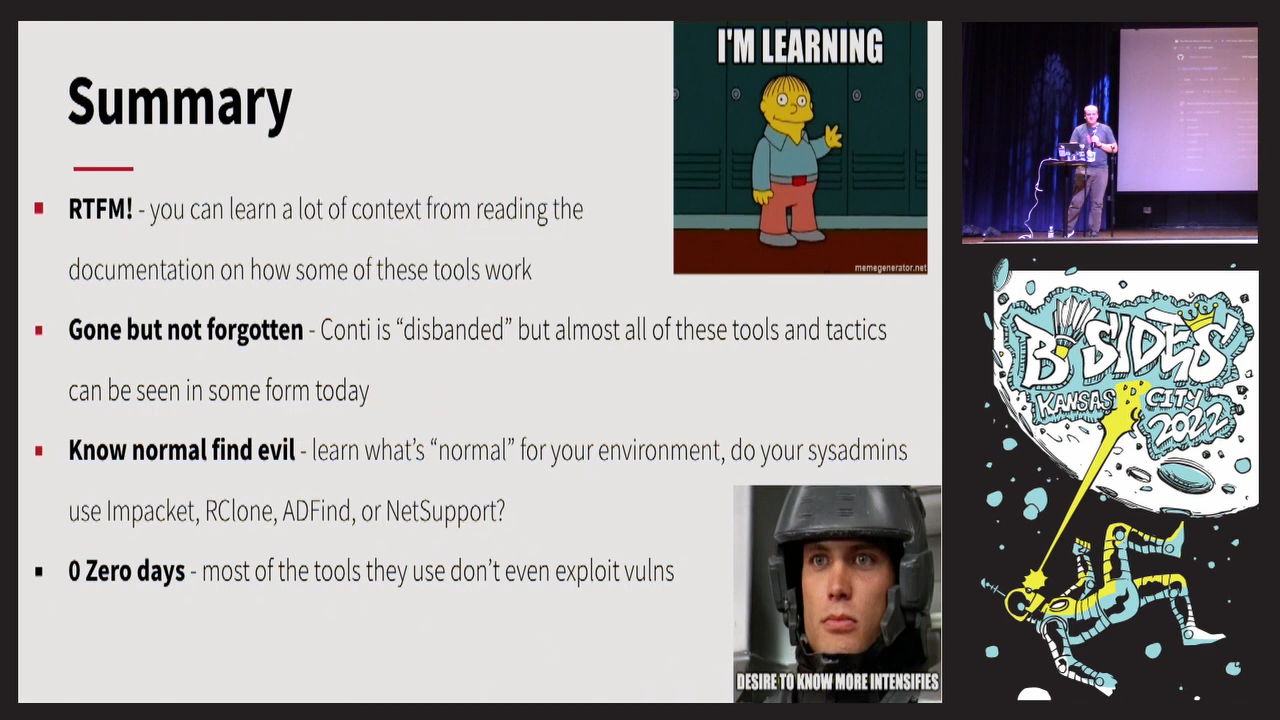 Summary
RTFM! - you can learn a lot of context from reading the
documentation on how some of these tools work
Gone but not forgotten - Conti is “disbanded” but almost all of these tools and tactics
can be seen in some form today
Know normal find evil - learn what’s “normal” for your environment, do your sysadmins
use Impacket, RClone, ADFind, or NetSupport?
0 Zero days - most of the tools they use don’t even exploit vulns
I'M LEARNING
memegenerator.net
DESIRE TO KNOW MORE INTENSIFIES
B SIDES
KANSAS CITY
2022